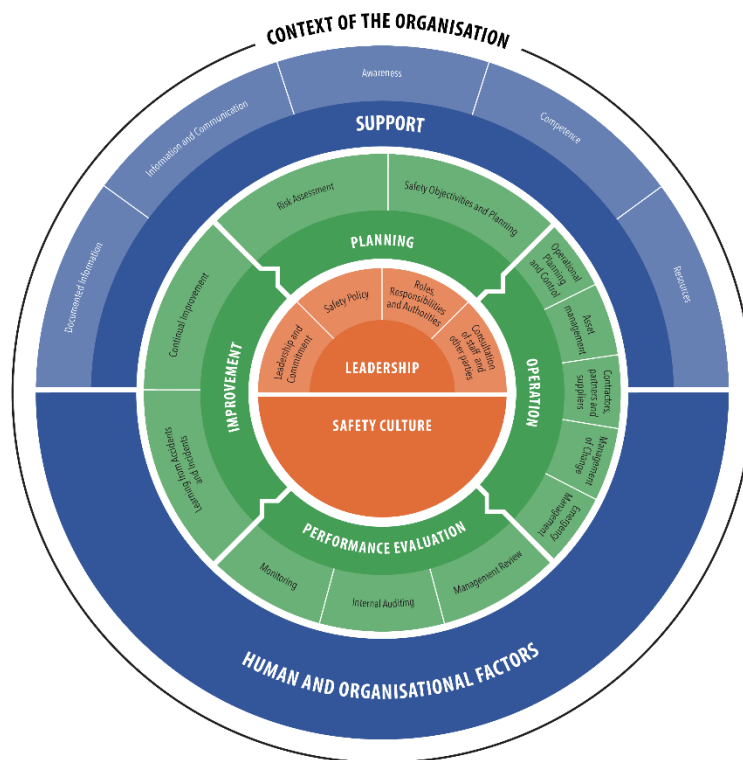 CONTEXT OF THE ORGANISATION
Documented Information
Information and Communication
Awareness
Competence
Resources
SUPPORT
Risk Assessment
Safety Objectivities and Planning
PLANNING
Operational
Planning
and Control
Asset
management
Contractors,
partners and
suppliers
Management
of Change
Emergency
Management
OPERATION
Continual Improvement
Learning from Accidents
and Incidents
IMPROVEMENT
Leadership and
Commitment
Safety Policy
Roles,
Responsibilities
and Authorities
Consultation
of staff and
other parties
LEADERSHIP
SAFETY CULTURE
PERFORMANCE EVALUATION
Monitoring
Internal Auditing
Management Review
HUMAN AND ORGANISATIONAL FACTORS